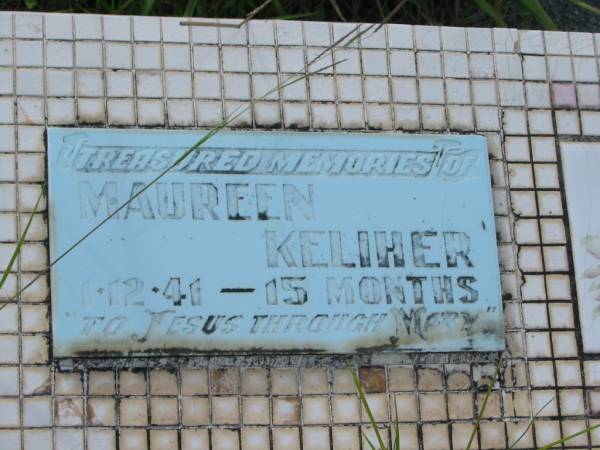 TREASURED MEMORIES OF
MAUREEN
KELIHER
1·12·41 — 15 MONTHS
"TO JESUS THROUGH MARY"